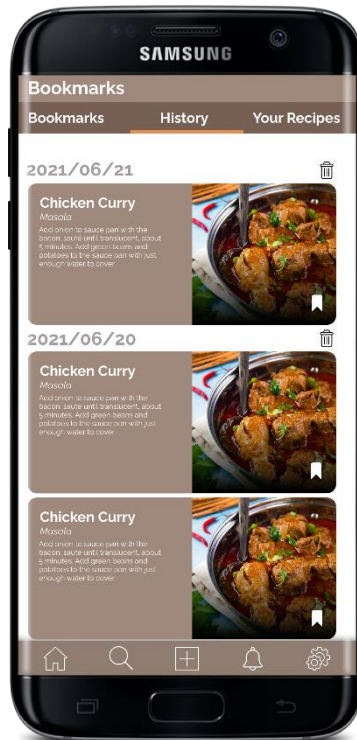 SAMSUNG
Bookmarks
Bookmarks History Your Recipes
2021/06/21
Chicken Curry
Masala
Add onion to sauce pan with the
bacon; sauté until translucent, about
5 minutes. Add green beans and
potatoes to the sauce pan with just
enough water to cover.
2021/06/20
Chicken Curry
Masala
Add onion to sauce pan with the
bacon; sauté until translucent, about
5 minutes. Add green beans and
potatoes to the sauce pan with just
enough water to cover.
Chicken Curry
Masala
Add onion to sauce pan with the
bacon; sauté until translucent, about
5 minutes. Add green beans and
potatoes to the sauce pan with just
enough water to cover.